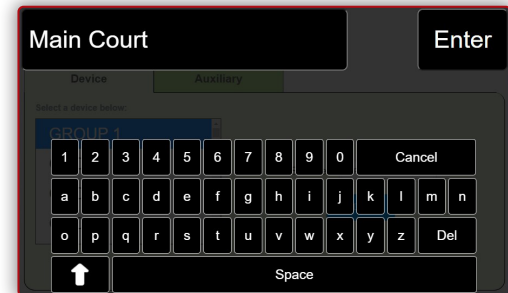 Main Court Enter
Device Auxiliary
Select a device below:
GROUP 1
1 2 3 4 5 6 7 8 9 0 Cancel
a b c d e f g h i j k l m n
o p q r s t u v w x y z Del
Space